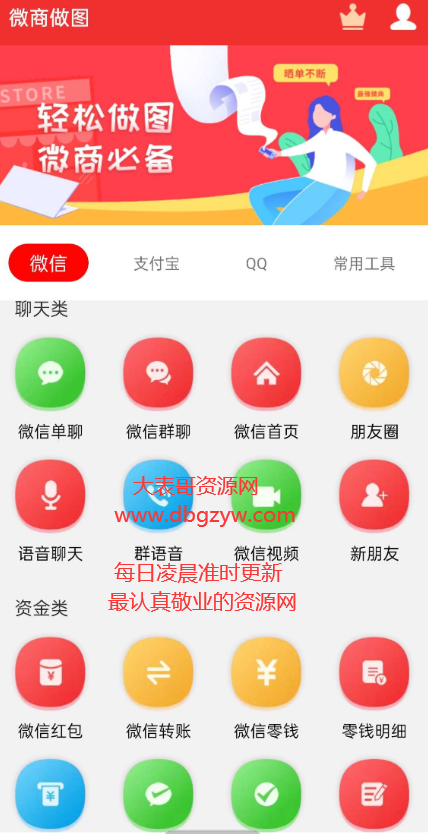 微商做图
晒单不断
最强微商
STORE
轻松做图
微商必备
微信
支付宝
QQ
常用工具
聊天类
微信单聊
微信群聊
微信首页
朋友圈
大表哥资源网
www.dbgzyw.com
语音聊天
群语音
微信视频
新朋友
每日凌晨准时更新
资金类
最认真敬业的资源网
微信红包
微信转账
微信零钱
零钱明细